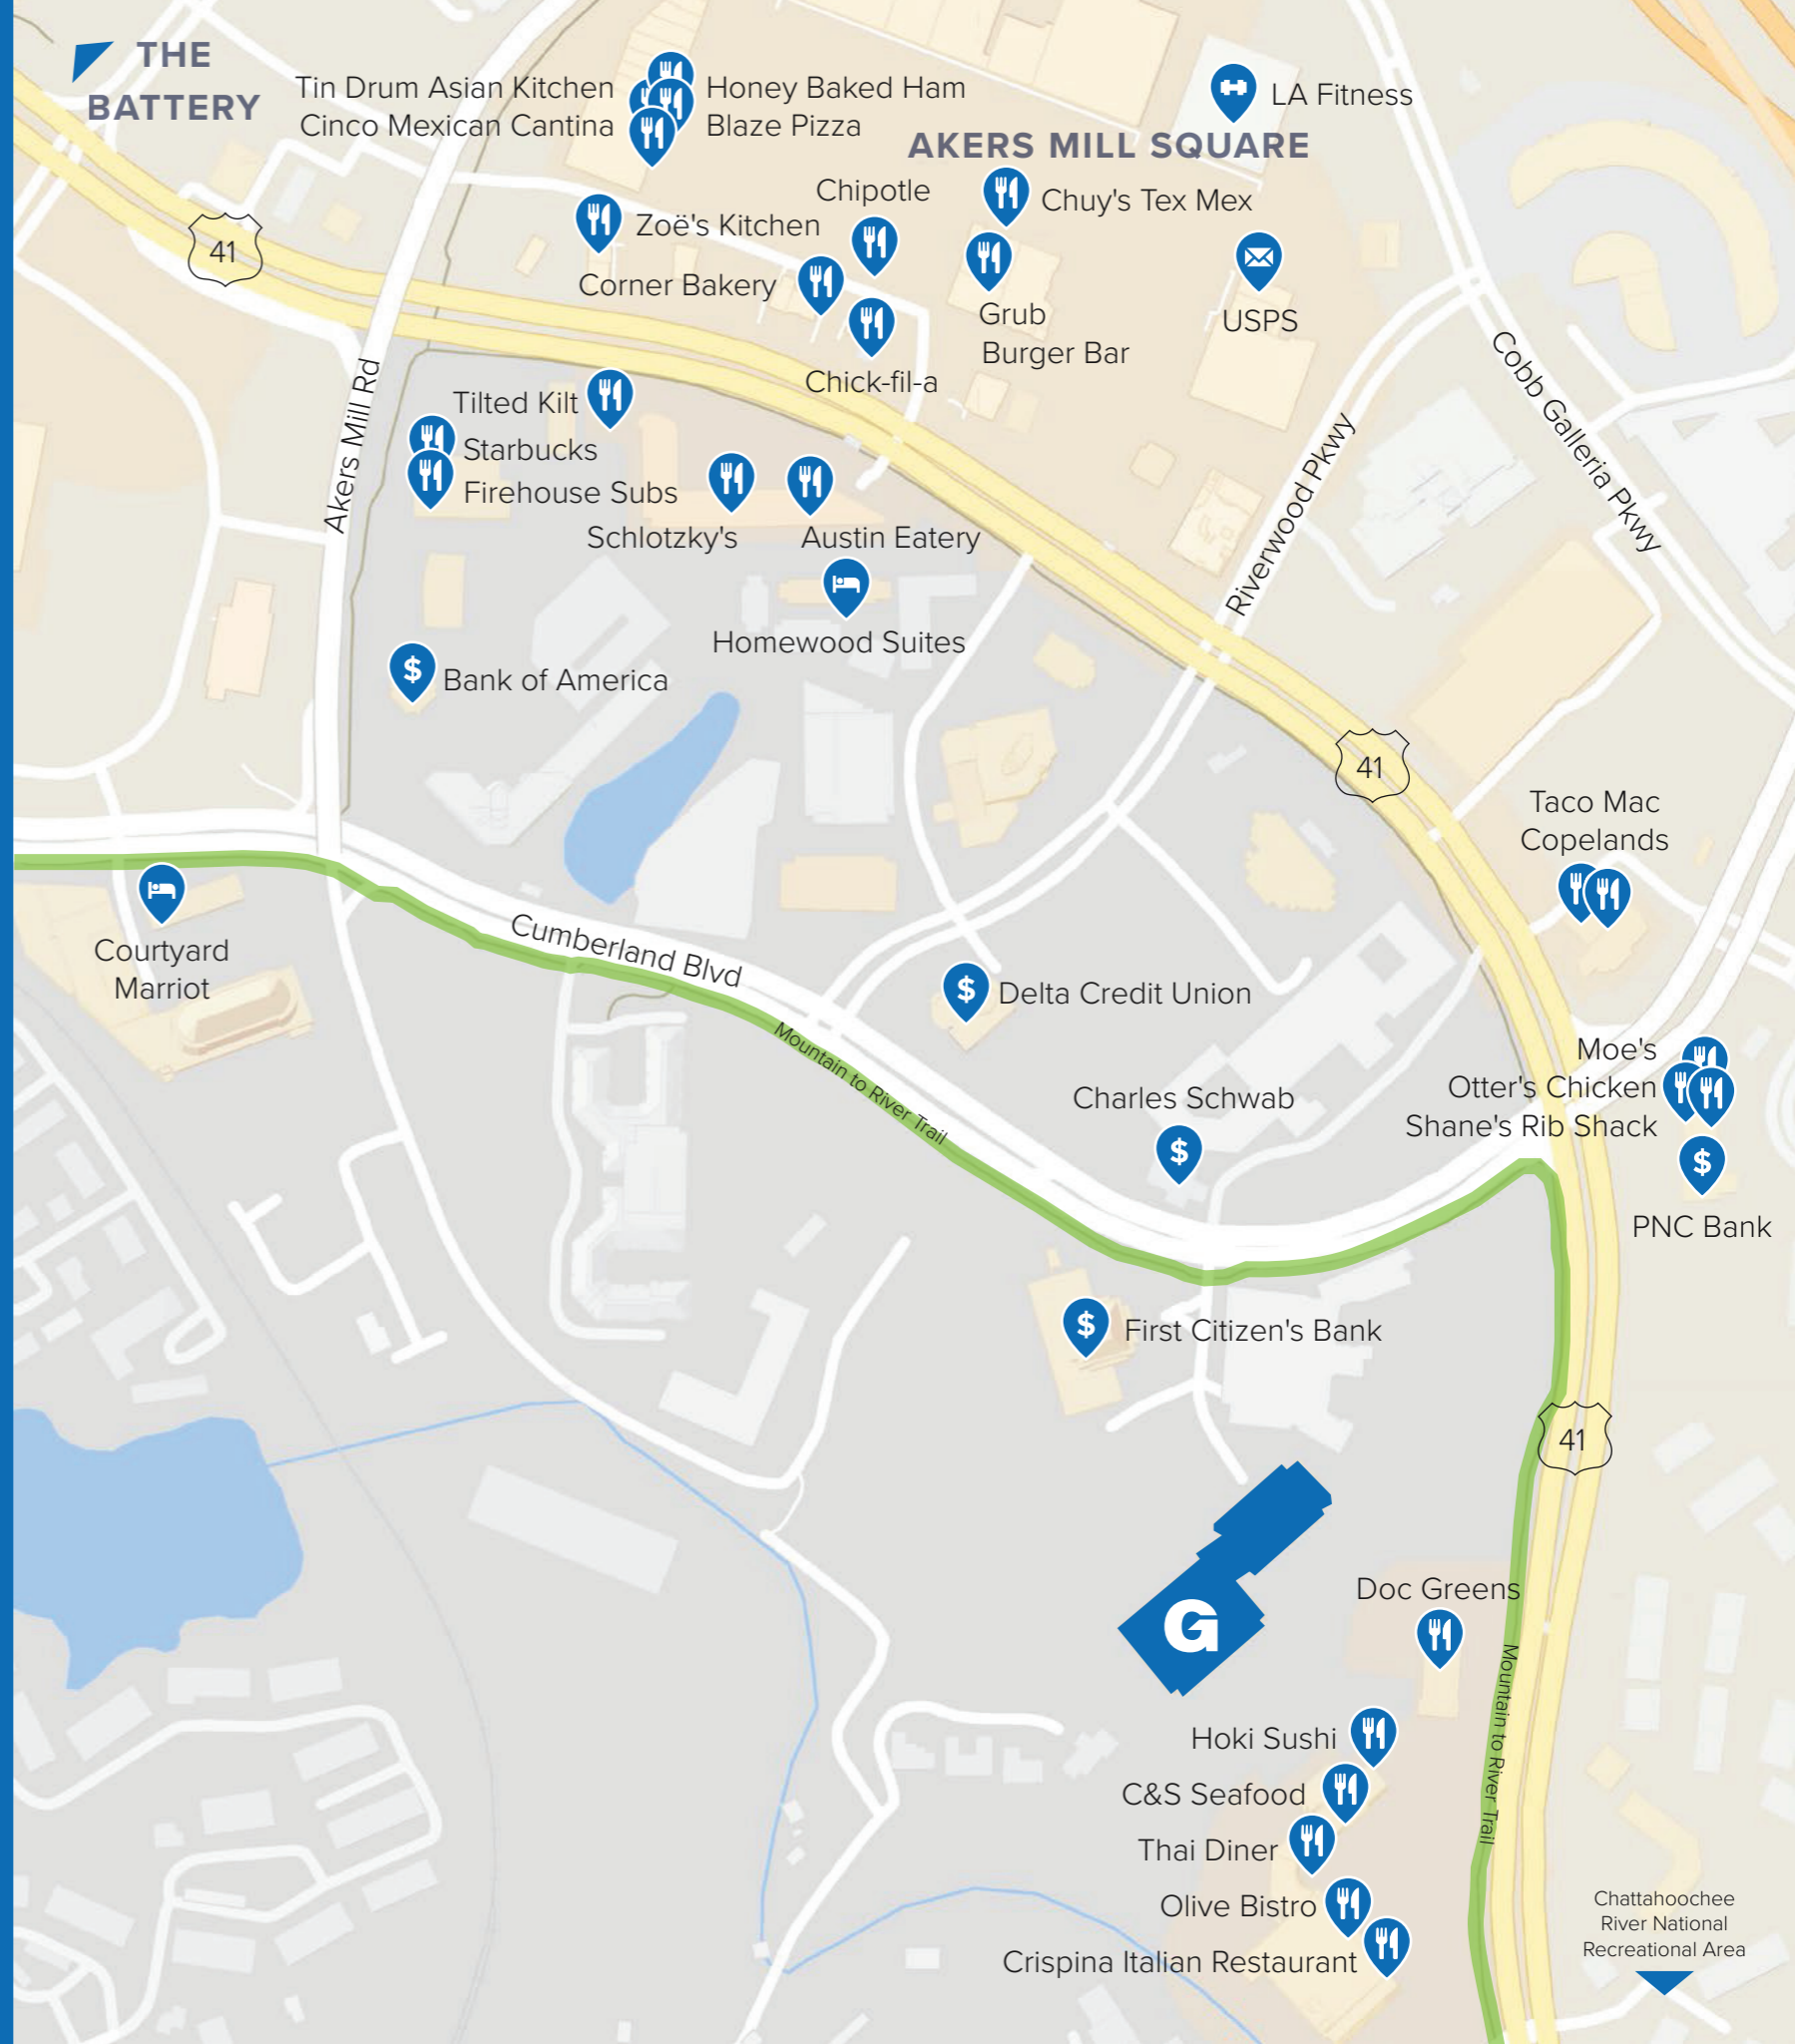 THE
BATTERY
Tin Drum Asian Kitchen
Cinco Mexican Cantina
Honey Baked Ham
Blaze Pizza
LA Fitness
AKERS MILL SQUARE
Chipotle
Chuy's Tex Mex
Zoë's Kitchen
41
Corner Bakery
Grub
Burger Bar
USPS
Chick-fil-a
Cobb Galleria Pkwy
Akers Mill Rd
Tilted Kilt
Starbucks
Firehouse Subs
Riverwood Pkwy
Schlotzky's
Austin Eatery
Homewood Suites
Bank of America
41
Taco Mac
Copelands
Courtyard
Marriot
Cumberland Blvd
Delta Credit Union
Mountain to River Trail
Moe's
Otter's Chicken
Shane's Rib Shack
Charles Schwab
PNC Bank
First Citizen's Bank
41
G
Doc Greens
Mountain to River Trail
Hoki Sushi
C&S Seafood
Thai Diner
Olive Bistro
Crispina Italian Restaurant
Chattahoochee
River National
Recreational Area